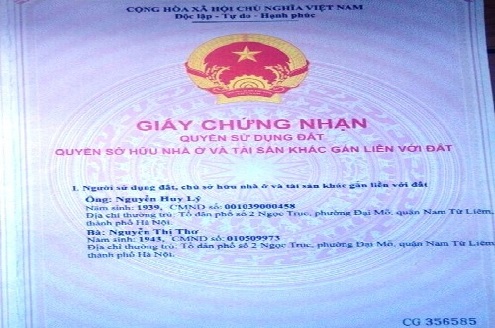 CỘNG HÒA XÃ HỘI CHỦ NGHĨA VIỆT NAM
Độc lập - Tự do - Hạnh phúc
GIẤY CHỨNG NHẬN
QUYỀN SỬ DỤNG ĐẤT
QUYỀN SỞ HỮU NHÀ Ở VÀ TÀI SẢN KHÁC GẮN LIỀN VỚI ĐẤT
I. Người sử dụng đất, chủ sở hữu nhà ở và tài sản khác gắn liền với đất
Ông: Nguyễn Huy Lý
Năm sinh: 1939, CMND số: 001039000458
Địa chỉ thường trú: Tổ dân phố số 2 Ngọc Trục, phường Đại Mỗ, quận Nam Từ Liêm,
thành phố Hà Nội.
Bà: Nguyễn Thị Thư
Năm sinh: 1943, CMND số: 010509973
Địa chỉ thường trú: Tổ dân phố số 2 Ngọc Trục, phường Đại Mỗ, quận Nam Từ Liêm,
thành phố Hà Nội.
CG 356585